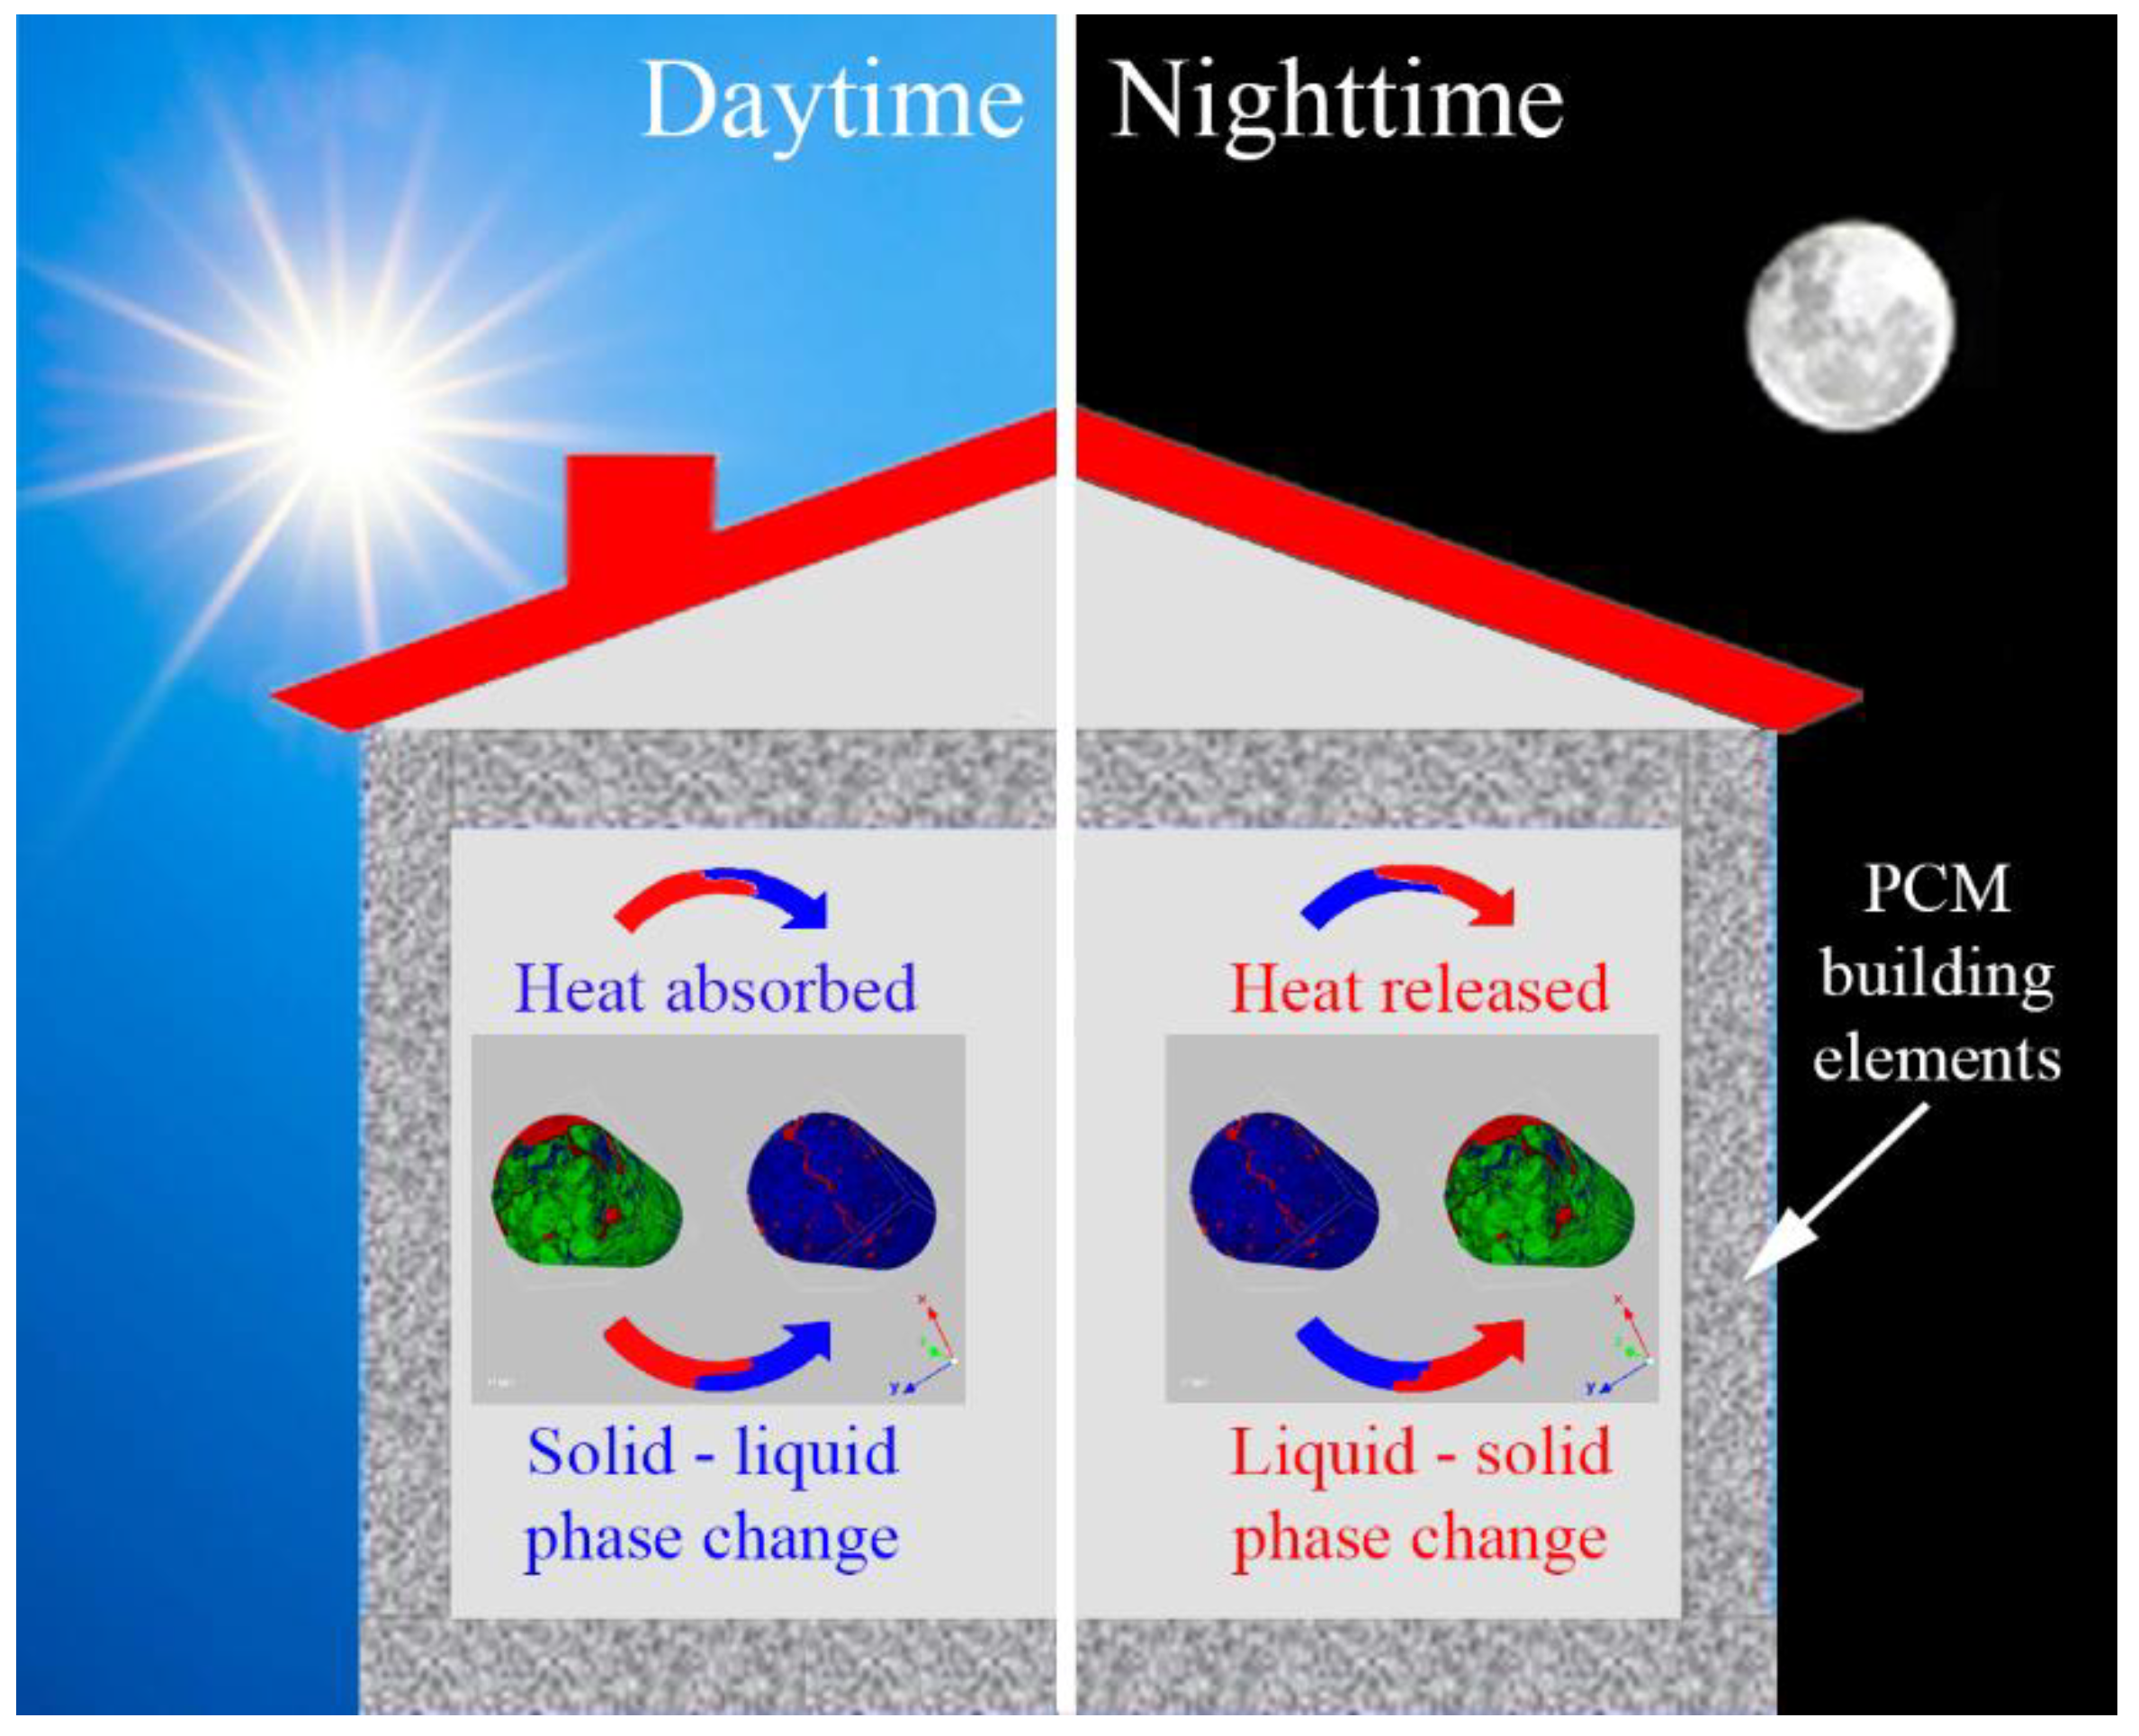 Daytime
Nighttime
Heat absorbed
x
y
Solid - liquid
phase change
Heat released
x
y
Liquid - solid
phase change
PCM
building
elements